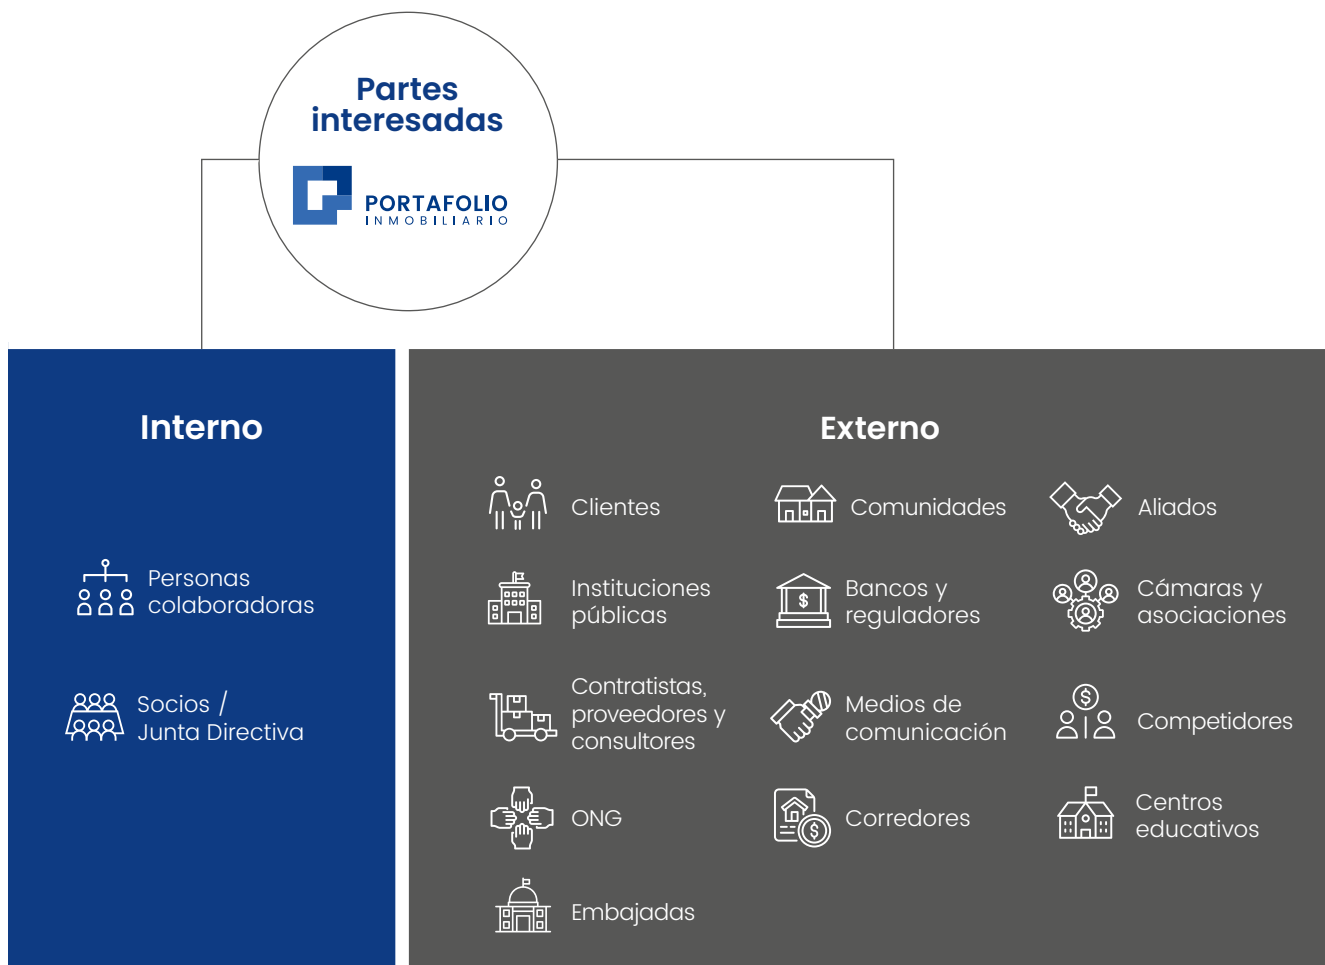 Partes
interesadas
PORTAFOLIO
INMOBILIARIO
Interno
Personas
colaboradoras
Socios /
Junta Directiva
Externo
Clientes
Comunidades
Aliados
Instituciones
públicas
Bancos y
reguladores
Cámaras y
asociaciones
Contratistas,
proveedores y
consultores
Medios de
comunicación
Competidores
ONG
Corredores
Centros
educativos
Embajadas